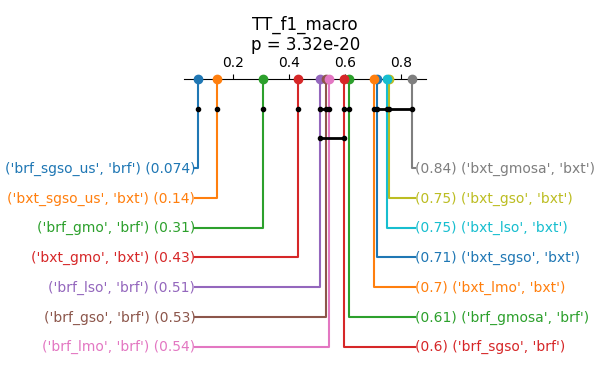 TT_f1_macro
p = 3.32e-20
0.2 0.4 0.6 0.8
('brf_sgso_us', 'brf') (0.074)
('bxt_sgso_us', 'bxt') (0.14)
('brf_gmo', 'brf') (0.31)
('bxt_gmo', 'bxt') (0.43)
('brf_lso', 'brf') (0.51)
('brf_gso', 'brf') (0.53)
('brf_lmo', 'brf') (0.54)
(0.84) ('bxt_gmosa', 'bxt')
(0.75) ('bxt_gso', 'bxt')
(0.75) ('bxt_lso', 'bxt')
(0.71) ('bxt_sgso', 'bxt')
(0.7) ('bxt_lmo', 'bxt')
(0.61) ('brf_gmosa', 'brf')
(0.6) ('brf_sgso', 'brf')